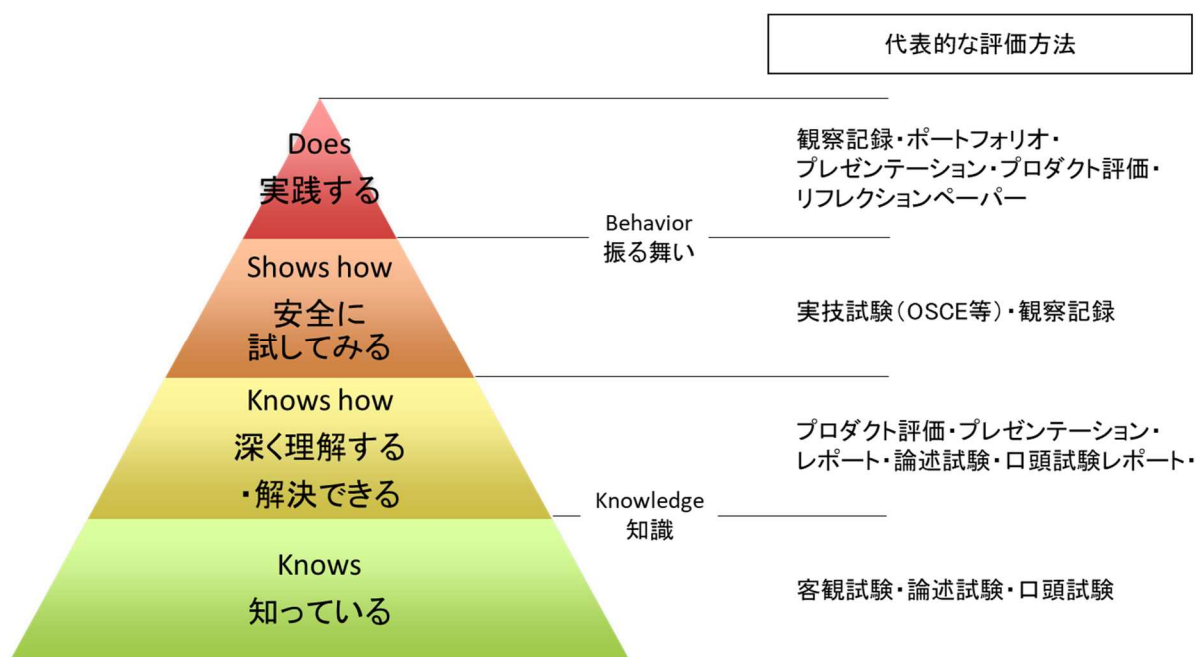 代表的な評価方法
Does
実践する
観察記録・ポートフォリオ・
プレゼンテーション・プロダクト評価・
リフレクションペーパー
Behavior
振る舞い
Shows how
安全に
試してみる
実技試験（OSCE等）・観察記録
Knows how
深く理解する
・解決できる
プロダクト評価・プレゼンテーション・
レポート・論述試験・口頭試験レポート・
Knowledge
知識
Knows
知っている
客観試験・論述試験・口頭試験